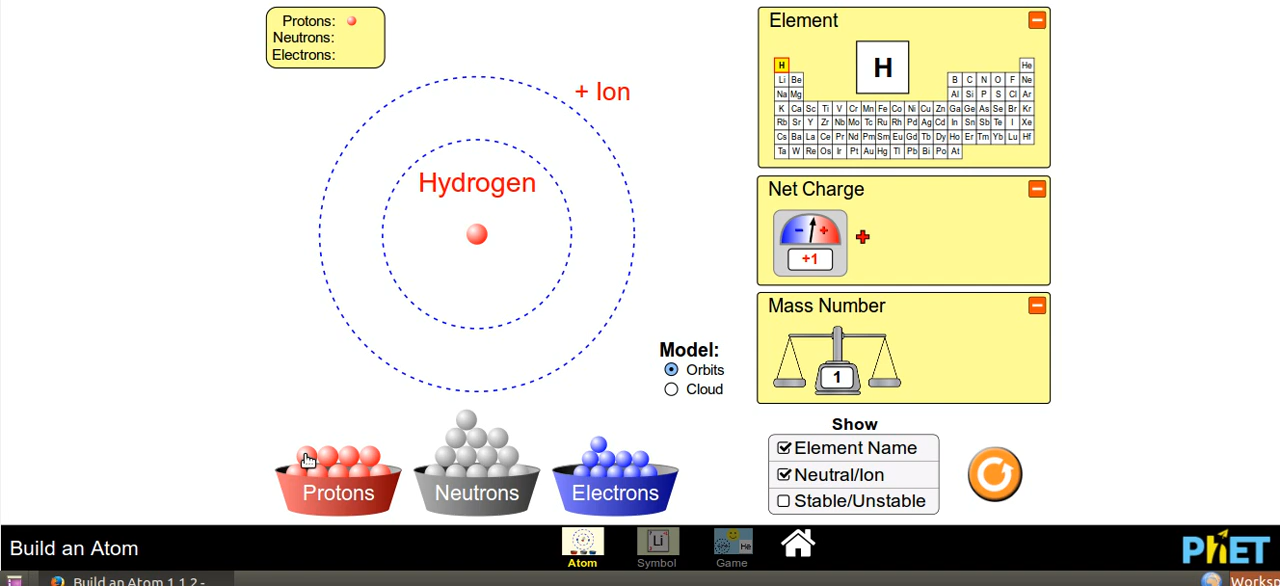 Protons:
Neutrons:
Electrons:
+ Ion
Hydrogen
Element
H
H He
Li Be B C N O F Ne
Na Mg Al Si P S Cl Ar
K Ca Sc Ti V Cr Mn Fe Co Ni Cu Zn Ga Ge As Se Br Kr
Rb Sr Y Zr Nb Mo Tc Ru Rh Pd Ag Cd In Sn Sb Te I Xe
Cs Ba La Ce Pr Nd Pm Sm Eu Gd Tb Dy Ho Er Tm Yb Lu Hf
Ta W Re Os Ir Pt Au Hg Tl Pb Bi Po At
Net Charge
- +
+1
+
Mass Number
1
Model:
Orbits
Cloud
Protons
Neutrons
Electrons
Show
Element Name
Neutral/Ion
Stable/Unstable
Build an Atom
Atom
Li
Symbol
He
Game
PhET
Build an Atom 1.1.2 -
Worksp